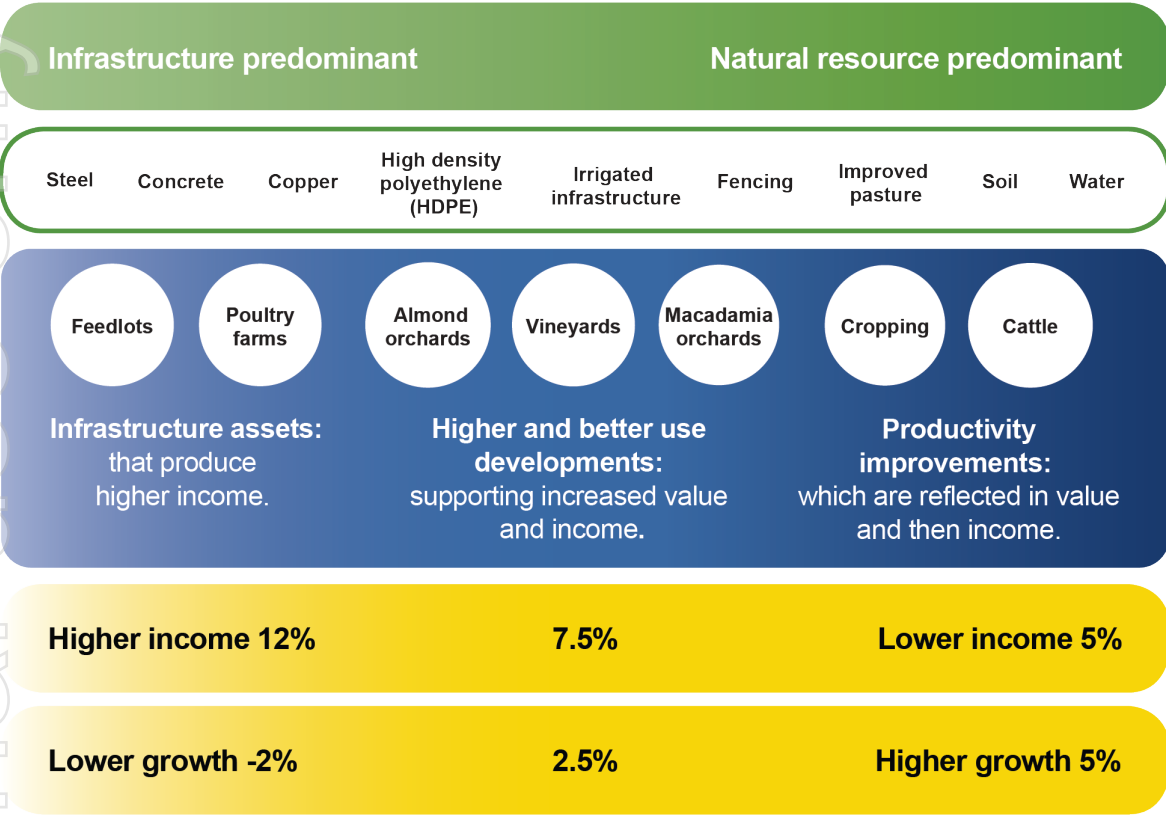 Infrastructure predominant
Natural resource predominant
Steel
Concrete
Copper
High density
polyethylene
(HDPE)
Irrigated
infrastructure
Fencing
Improved
pasture
Soil
Water
Feedlots
Poultry
farms
Almond
orchards
Vineyards
Macadamia
orchards
Cropping
Cattle
Infrastructure assets:
that produce
higher income.
Higher and better use
developments:
supporting increased value
and income.
Productivity
improvements:
which are reflected in value
and then income.
Higher income 12%
7.5%
Lower income 5%
Lower growth -2%
2.5%
Higher growth 5%